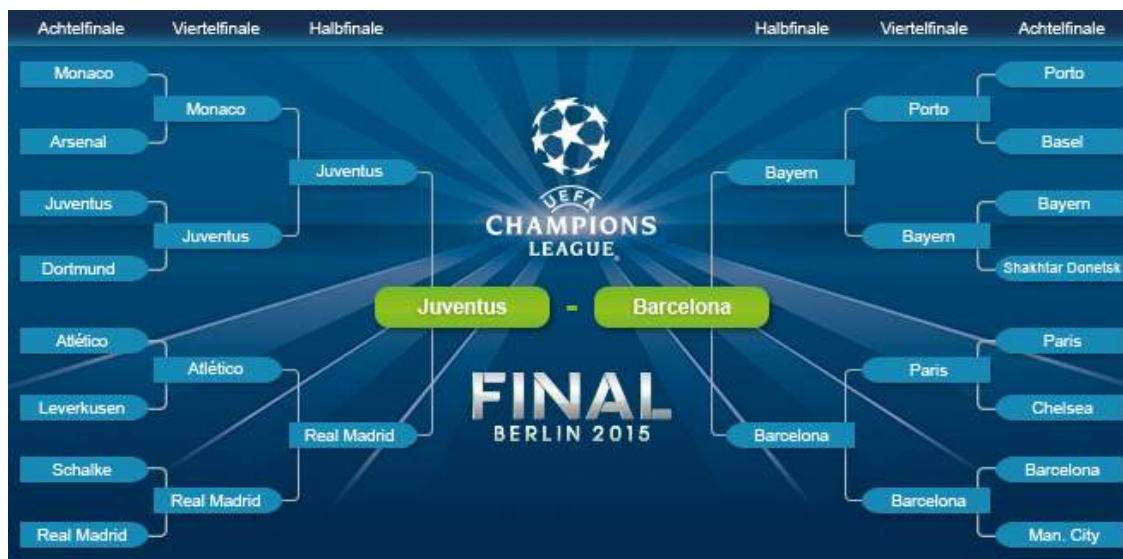 Achtelfinale Viertelfinale Halbfinale Halbfinale Viertelfinale Achtelfinale
Monaco Porto
Monaco Porto
Arsenal Basel
Juventus Bayern
Juventus Bayern
UEFA
CHAMPIONS
LEAGUE
Juventus Bayern
Dortmund Shakhtar Donetsk
Juventus - Barcelona
Atlético Paris
Atlético Paris
Leverkusen Chelsea
FINAL
BERLIN 2015
Real Madrid Barcelona
Schalke Barcelona
Real Madrid Barcelona
Real Madrid Man. City